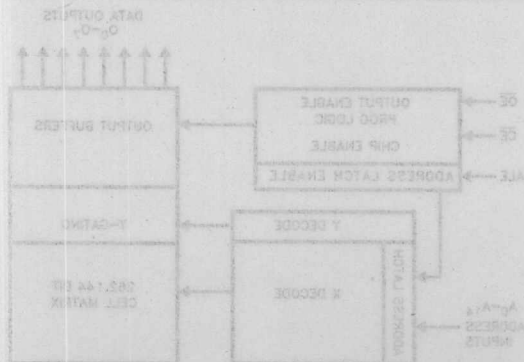 DATA OUTPUTS
O₀–O₇
OE
OUTPUT ENABLE
PROG LOGIC
CE
CHIP ENABLE
ALE
ADDRESS LATCH ENABLE
OUTPUT BUFFERS
Y DECODE
Y-GATING
X DECODE
ADDRESS LATCH
262,144 BIT
CELL MATRIX
A₀–A₁₄
ADDRESS
INPUTS